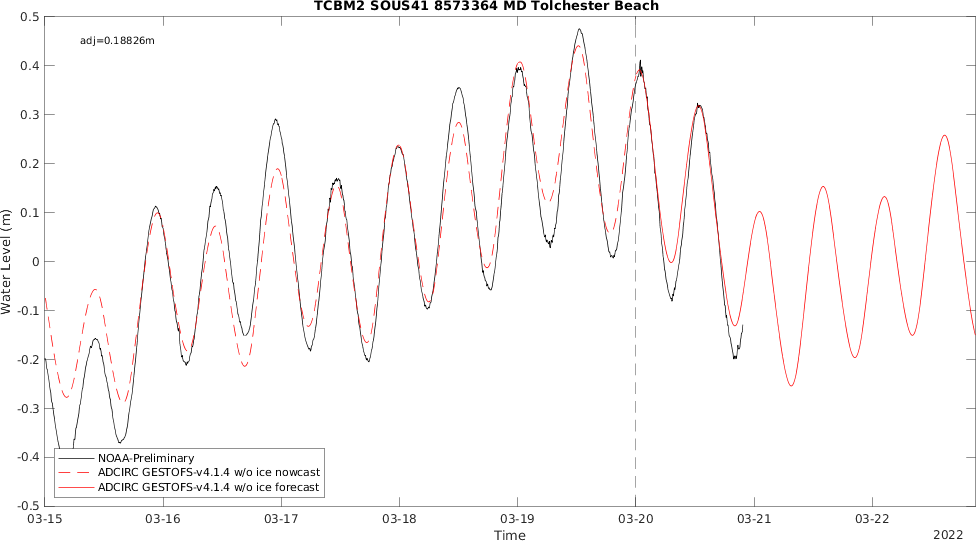 TCBM2 SOUS41 8573364 MD Tolchester Beach
adj=0.18826m
0.5
0.4
0.3
0.2
0.1
0
-0.1
-0.2
-0.3
-0.4
-0.5
Water Level (m)
NOAA-Preliminary
ADCIRC GESTOFS-v4.1.4 w/o ice nowcast
ADCIRC GESTOFS-v4.1.4 w/o ice forecast
03-15 03-16 03-17 03-18 03-19 03-20 03-21 03-22
Time
2022